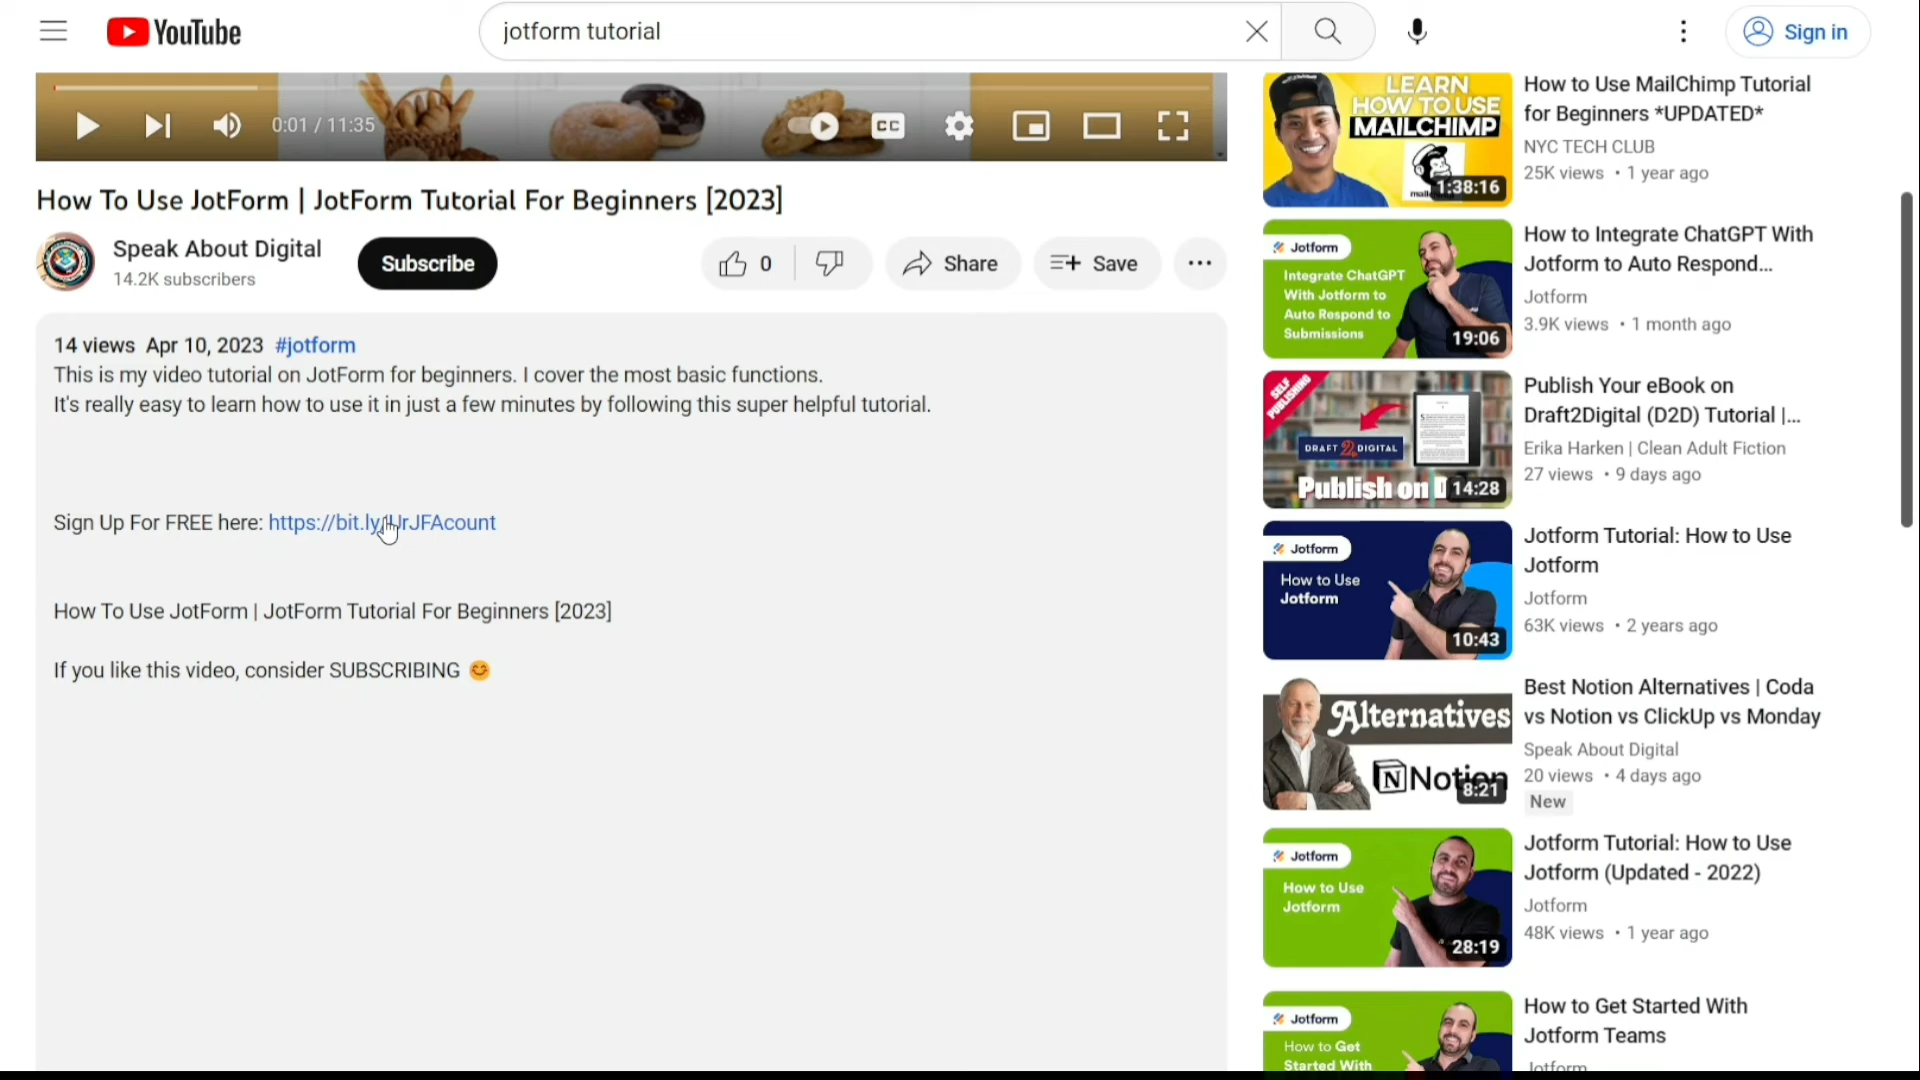 YouTube
jotform tutorial
Sign in
0:01 / 11:35
CC
How To Use JotForm | JotForm Tutorial For Beginners [2023]
Speak About Digital
14.2K subscribers
Subscribe
0
Share
Save
14 views Apr 10, 2023 #jotform
This is my video tutorial on JotForm for beginners. I cover the most basic functions.
It's really easy to learn how to use it in just a few minutes by following this super helpful tutorial.
Sign Up For FREE here:
How To Use JotForm | JotForm Tutorial For Beginners [2023]
If you like this video, consider SUBSCRIBING 😊
LEARN
HOW TO USE
MAILCHIMP
1:38:16
How to Use MailChimp Tutorial
for Beginners *UPDATED*
NYC TECH CLUB
25K views • 1 year ago
Jotform
Integrate ChatGPT
With Jotform to
Auto Respond to
Submissions
19:06
How to Integrate ChatGPT With
Jotform to Auto Respond...
Jotform
3.9K views • 1 month ago
SELF
PUBLISHING
DRAFT 2 DIGITAL
Publish on
14:28
Publish Your eBook on
Draft2Digital (D2D) Tutorial |...
Erika Harken | Clean Adult Fiction
27 views • 9 days ago
Jotform
How to Use
Jotform
10:43
Jotform Tutorial: How to Use
Jotform
Jotform
63K views • 2 years ago
Alternatives
Notion
8:21
Best Notion Alternatives | Coda
vs Notion vs ClickUp vs Monday
Speak About Digital
20 views • 4 days ago
New
Jotform
How to Use
Jotform
28:19
Jotform Tutorial: How to Use
Jotform (Updated - 2022)
Jotform
48K views • 1 year ago
Jotform
How to Get
Started With
How to Get Started With
Jotform Teams
Jotform